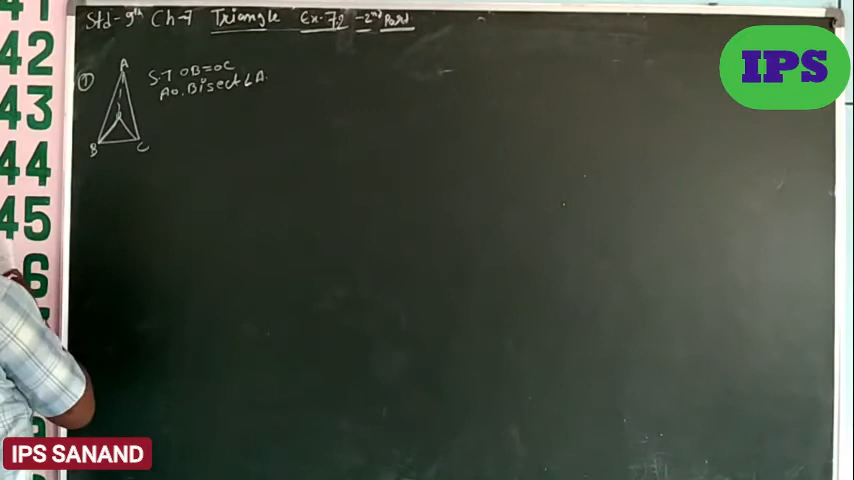 Std-9th Ch-7 Triangle Ex-7.2 -2nd Part
IPS
41
42
43
44
45
6
① A
B C
S.T OB=OC
AO, Bisect ∠A.
IPS SANAND